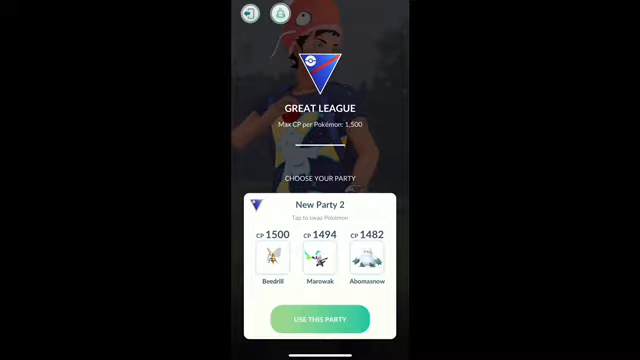 GREAT LEAGUE
Max CP per Pokémon: 1,500
CHOOSE YOUR PARTY
New Party 2
Tap to swap Pokémon
CP 1500 CP 1494 CP 1482
Beedrill Marowak Abomasnow
USE THIS PARTY